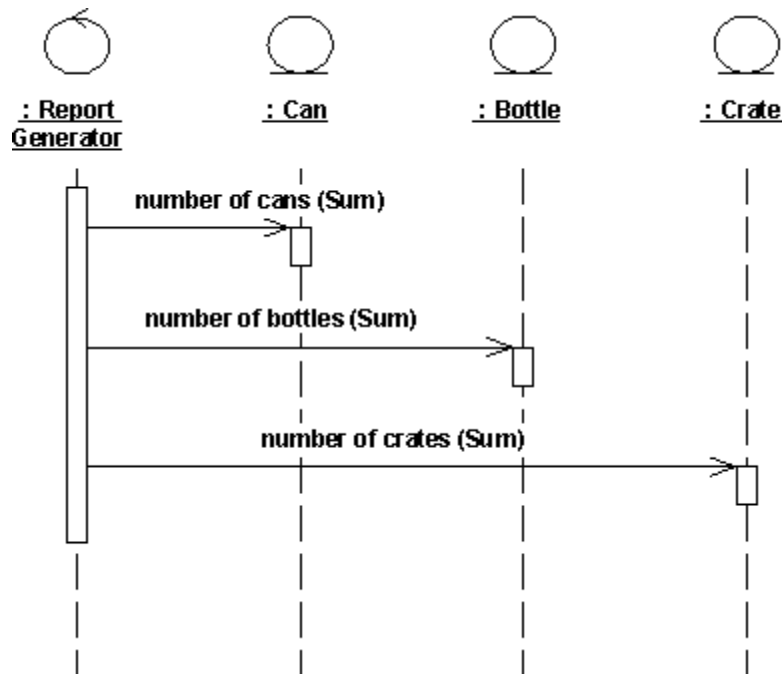 : Report
Generator
: Can
: Bottle
: Crate
number of cans (Sum)
number of bottles (Sum)
number of crates (Sum)